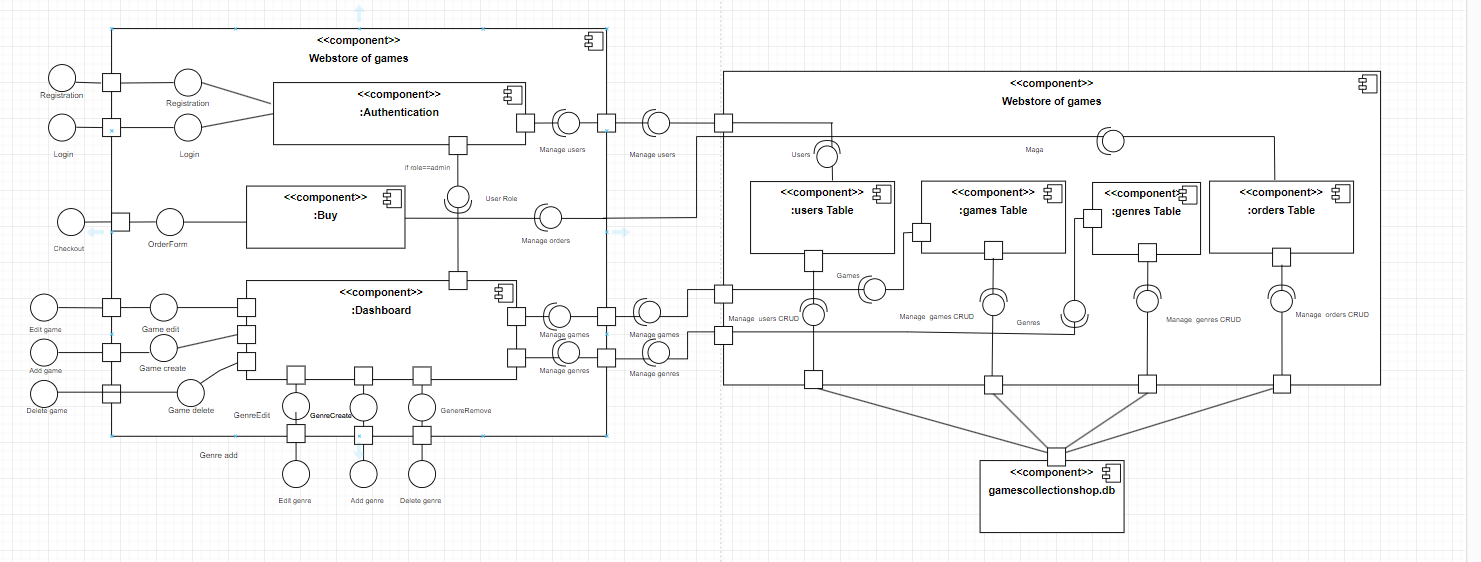 <<component>>
Webstore of games
Registration
Registration
Login
Login
<<component>>
:Authentication
Manage users
Manage users
if role==admin
User Role
<<component>>
:Buy
Checkout
OrderForm
Manage orders
<<component>>
:Dashboard
Edit game
Game edit
Add game
Game create
Delete game
Game delete
Manage games
Manage games
Manage genres
Manage genres
GenreEdit
GenreCreate
GenereRemove
Genre add
Edit genre
Add genre
Delete genre
<<component>>
Webstore of games
Users
Maga
<<component>>
:users Table
<<component>>
:games Table
<<component>>
:genres Table
<<component>>
:orders Table
Games
Manage users CRUD
Manage games CRUD
Genres
Manage genres CRUD
Manage orders CRUD
<<component>>
gamescollectionshop.db